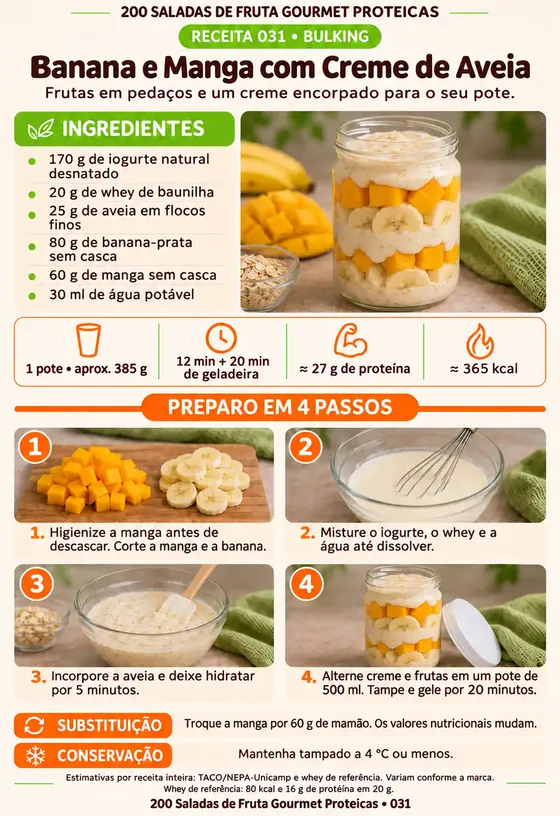 200 SALADAS DE FRUTA GOURMET PROTEICAS
RECEITA 031 • BULKING
Banana e Manga com Creme de Aveia
Frutas em pedaços e um creme encorpado para o seu pote.
INGREDIENTES
170 g de iogurte natural
desnatado
20 g de whey de baunilha
25 g de aveia em flocos
finos
80 g de banana-prata
sem casca
60 g de manga sem casca
30 ml de água potável
1 pote • aprox. 385 g
12 min + 20 min
de geladeira
≈ 27 g de proteína
≈ 365 kcal
PREPARO EM 4 PASSOS
1
1. Higienize a manga antes de
descascar. Corte a manga e a banana.
2
2. Misture o iogurte, o whey e a
água até dissolver.
3
3. Incorpore a aveia e deixe hidratar
por 5 minutos.
4
4. Alterne creme e frutas em um pote de
500 ml. Tampe e gele por 20 minutos.
SUBSTITUIÇÃO
Troque a manga por 60 g de mamão. Os valores nutricionais mudam.
CONSERVAÇÃO
Mantenha tampado a 4 °C ou menos.
Estimativas por receita inteira: TACO/NEPA-Unicamp e whey de referência. Variam conforme a marca.
Whey de referência: 80 kcal e 16 g de protéina em 20 g.
200 Saladas de Fruta Gourmet Proteicas • 031